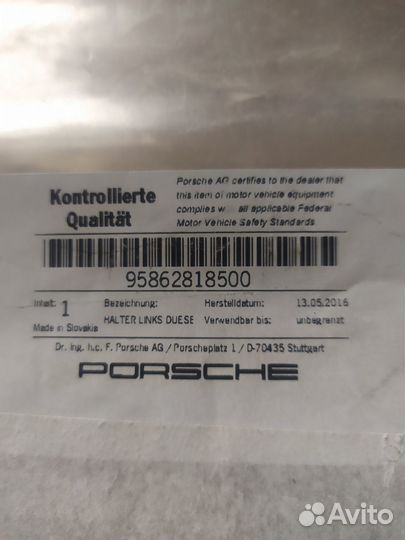 Kontrollierte
Qualität
Porsche AG certifies to the dealer that
this item of motor vehicle equipment
complies w all applicable Federal
Motor Vehicle Safety Standards
95862818500
Inhalt: 1 Bezeichnung: Herstelldatum: 13.05.2016
Made in Slovakia HALTER LINKS DUESE Verwendbar bis: unbegrenzt
Dr. Ing. h.c. F. Porsche AG / Porscheplatz 1 / D-70435 Stuttgart
PORSCHE
Avito